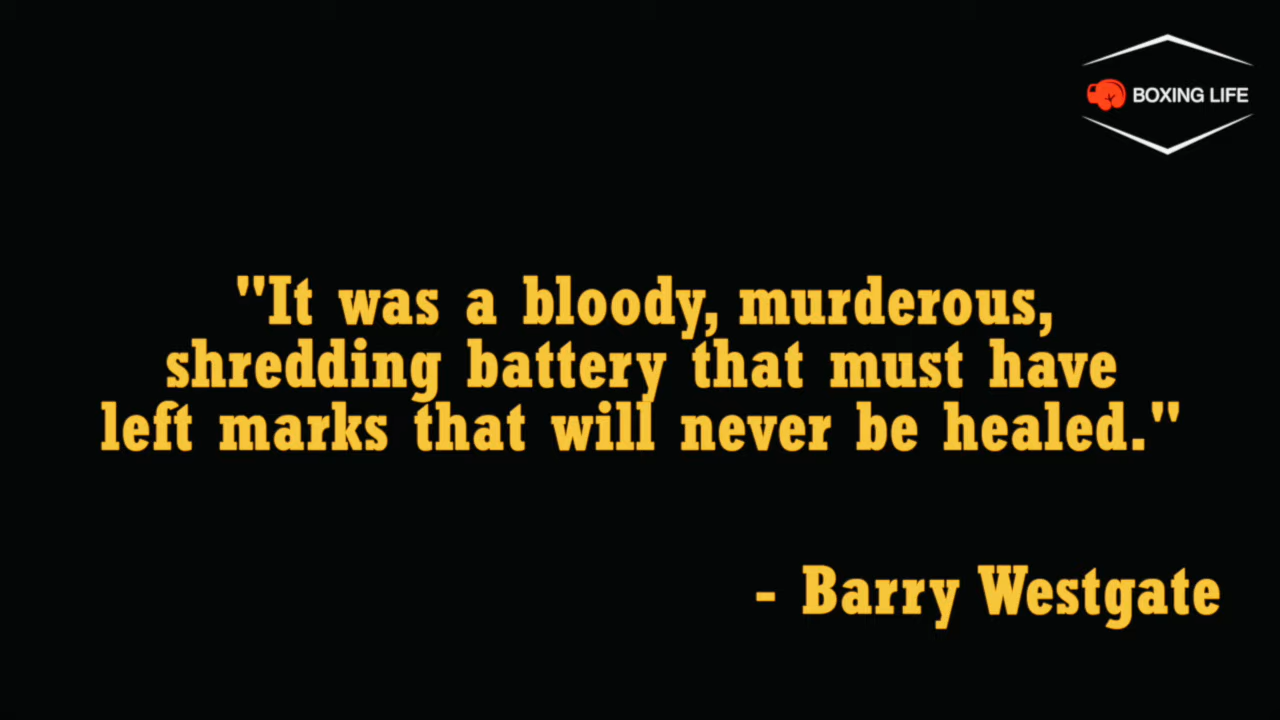 BOXING LIFE
"It was a bloody, murderous,
shredding battery that must have
left marks that will never be healed."
- Barry Westgate